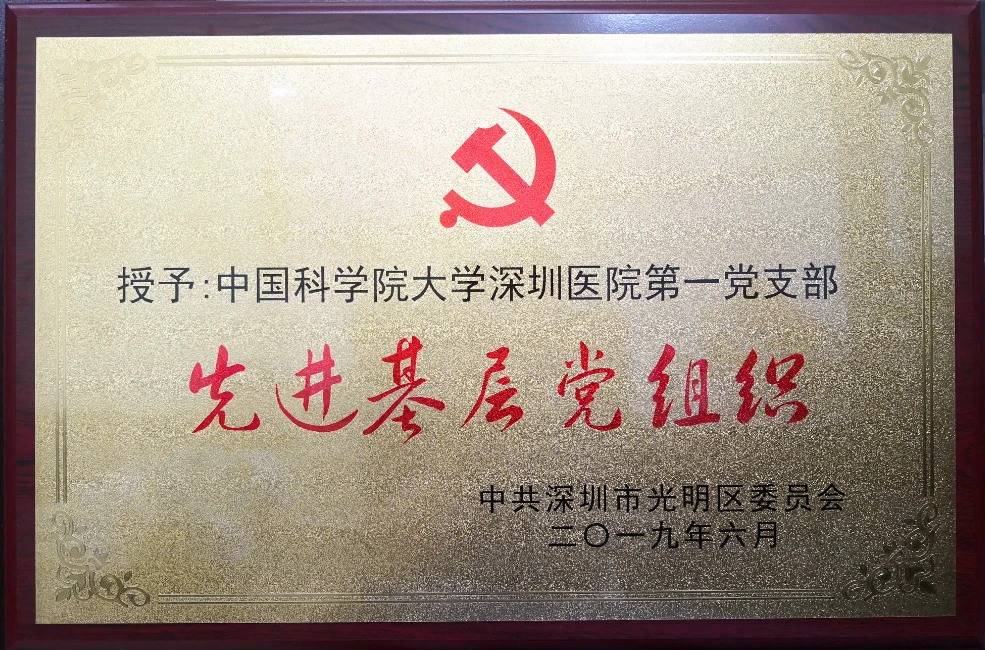 授予:中国科学院大学深圳医院第一党支部
先进基层党组织
中共深圳市光明区委员会
二〇一九年六月